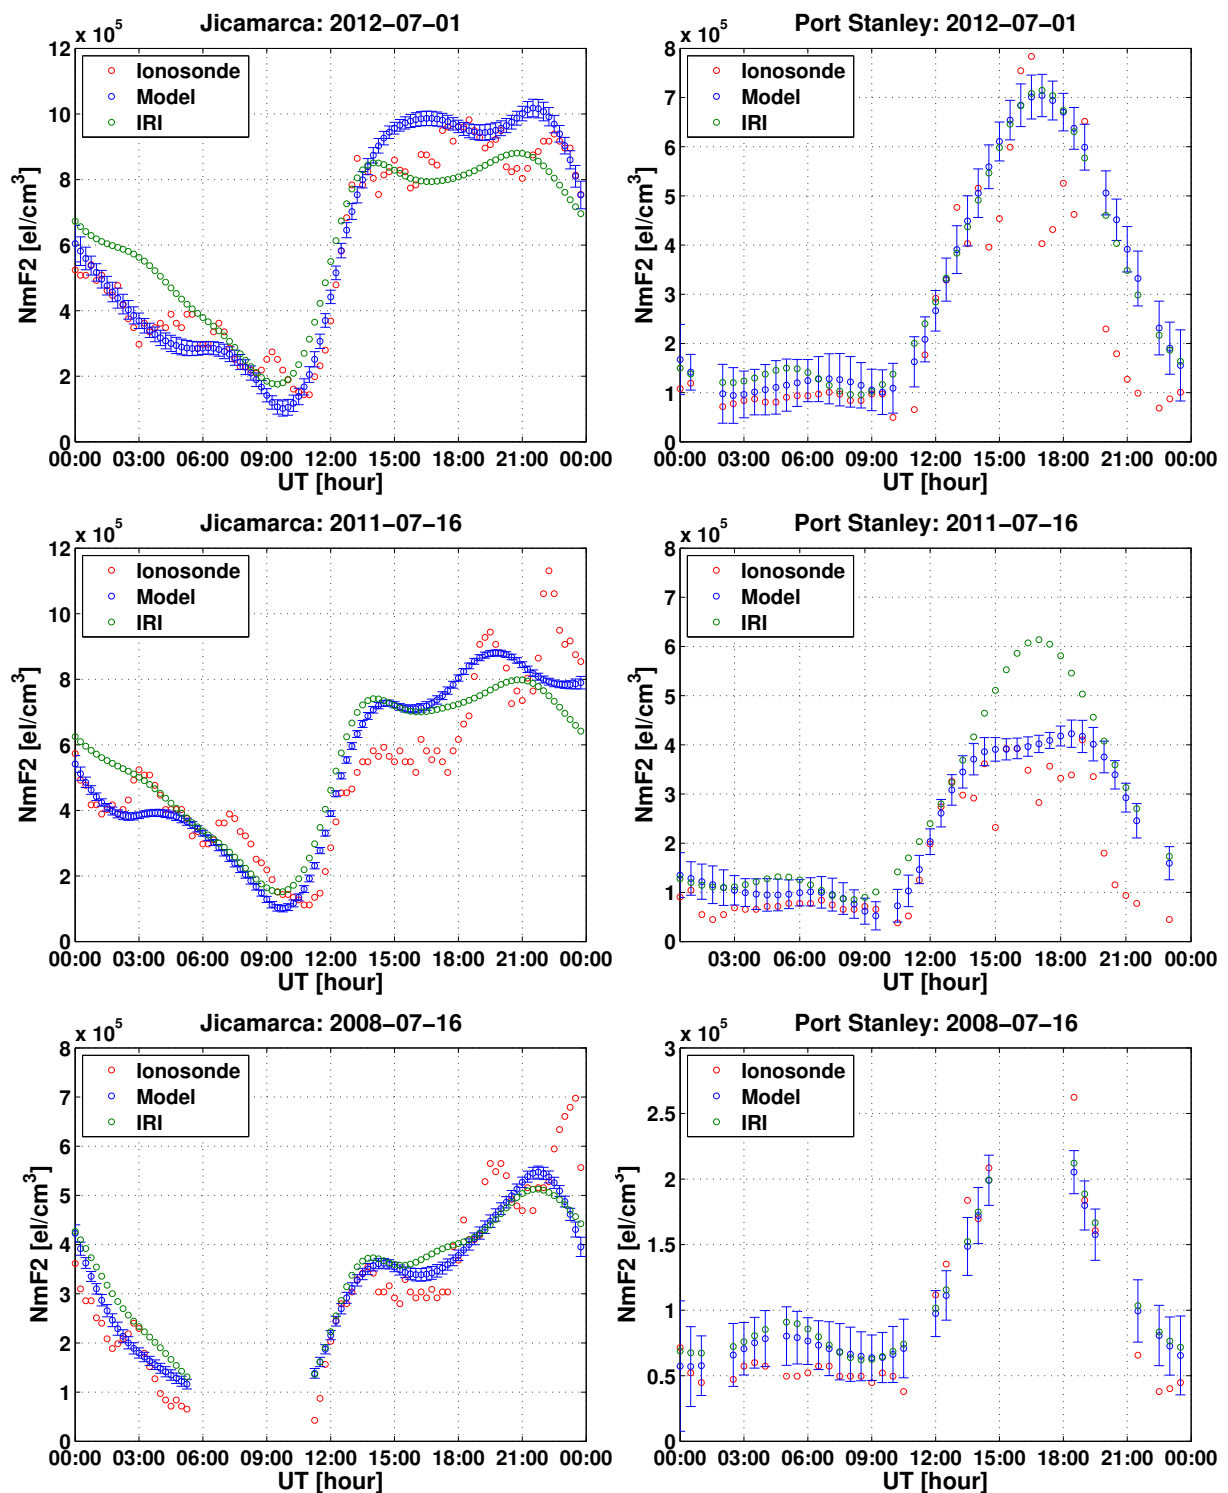 Jicamarca: 2012−07−01
x 10^5
NmF2 [el/cm^3]
12
10
8
6
4
2
0
Ionosonde
Model
IRI
00:00 03:00 06:00 09:00 12:00 15:00 18:00 21:00 00:00
UT [hour]
Port Stanley: 2012−07−01
x 10^5
NmF2 [el/cm^3]
8
7
6
5
4
3
2
1
0
Ionosonde
Model
IRI
00:00 03:00 06:00 09:00 12:00 15:00 18:00 21:00 00:00
UT [hour]
Jicamarca: 2011−07−16
x 10^5
NmF2 [el/cm^3]
12
10
8
6
4
2
0
Ionosonde
Model
IRI
00:00 03:00 06:00 09:00 12:00 15:00 18:00 21:00 00:00
UT [hour]
Port Stanley: 2011−07−16
x 10^5
NmF2 [el/cm^3]
8
7
6
5
4
3
2
1
0
Ionosonde
Model
IRI
03:00 06:00 09:00 12:00 15:00 18:00 21:00 00:00
UT [hour]
Jicamarca: 2008−07−16
x 10^5
NmF2 [el/cm^3]
8
7
6
5
4
3
2
1
0
Ionosonde
Model
IRI
00:00 03:00 06:00 09:00 12:00 15:00 18:00 21:00 00:00
UT [hour]
Port Stanley: 2008−07−16
x 10^5
NmF2 [el/cm^3]
3
2.5
2
1.5
1
0.5
0
Ionosonde
Model
IRI
00:00 03:00 06:00 09:00 12:00 15:00 18:00 21:00 00:00
UT [hour]